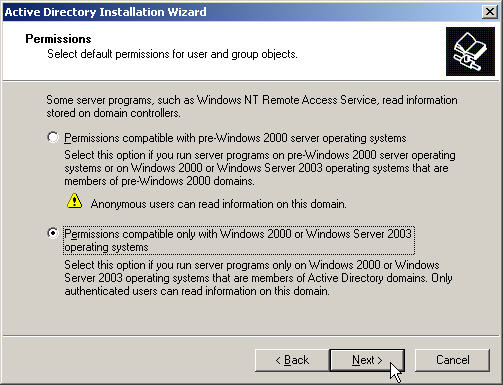 Active Directory Installation Wizard
Permissions
Select default permissions for user and group objects.
Some server programs, such as Windows NT Remote Access Service, read information
stored on domain controllers.
Permissions compatible with pre-Windows 2000 server operating systems
Select this option if you run server programs on pre-Windows 2000 server operating
systems or on Windows 2000 or Windows Server 2003 operating systems that are
members of pre-Windows 2000 domains.
Anonymous users can read information on this domain.
Permissions compatible only with Windows 2000 or Windows Server 2003
operating systems
Select this option if you run server programs only on Windows 2000 or Windows
Server 2003 operating systems that are members of Active Directory domains. Only
authenticated users can read information on this domain.
< Back
Next >
Cancel